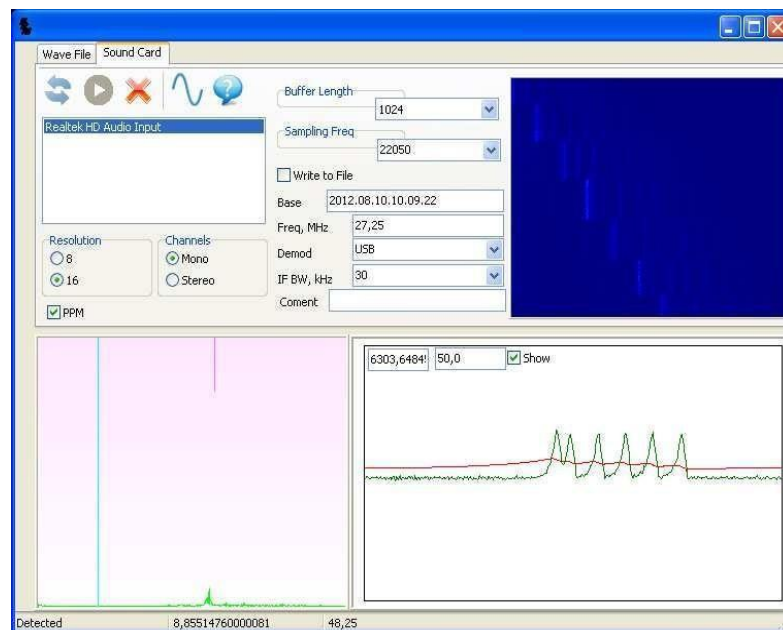 Wave File Sound Card
Buffer Length
1024
Realtek HD Audio Input
Sampling Freq
22050
Write to File
Base 2012.08.10.10.09.22
Freq, MHz 27,25
Resolution Channels
Demod USB
8 Mono
IF BW, kHz 30
16 Stereo
Coment
PPM
50,0 Show
Detected 8,85514760000081 48,25